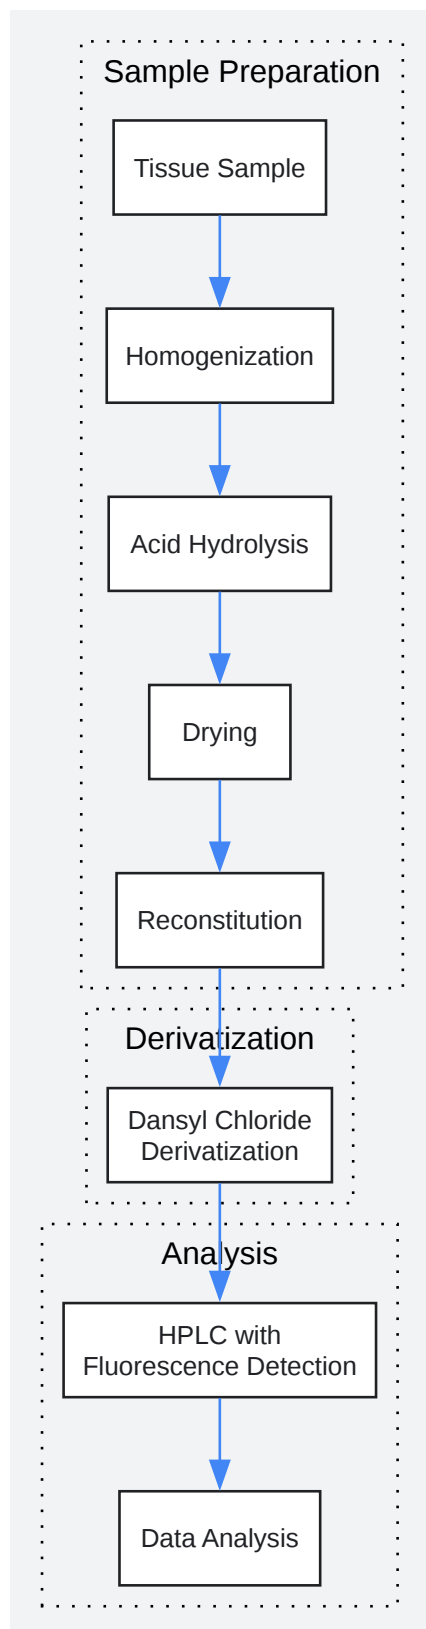 Sample Preparation
Tissue Sample
Homogenization
Acid Hydrolysis
Drying
Reconstitution
Derivatization
Dansyl Chloride
Derivatization
Analysis
HPLC with
Fluorescence Detection
Data Analysis